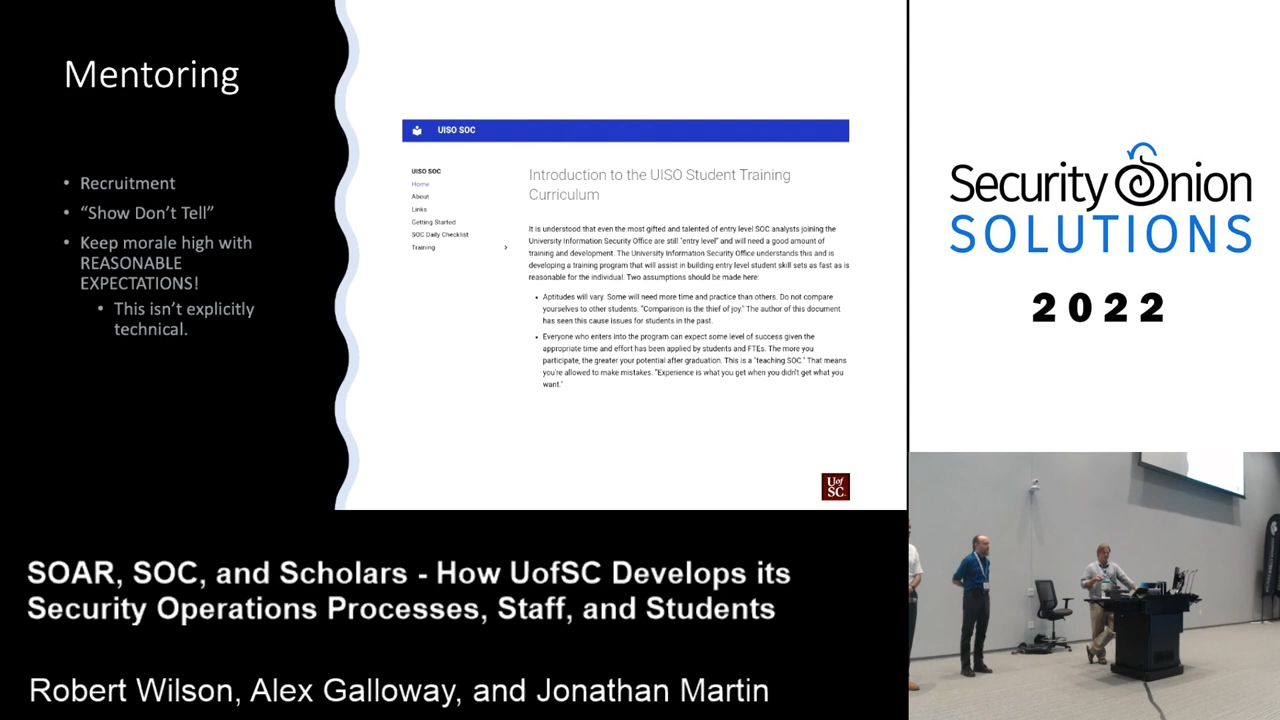 Mentoring
• Recruitment
• “Show Don’t Tell”
• Keep morale high with
REASONABLE
EXPECTATIONS!
• This isn’t explicitly
technical.
UISO SOC
UISO SOC
Home
About
Links
Getting Started
SOC Daily Checklist
Training
Introduction to the UISO Student Training
Curriculum
It is understood that even the most gifted and talented of entry level SOC analysts joining the
University Information Security Office are still "entry level" and will need a good amount of
training and development. The University Information Security Office understands this and is
developing a training program that will assist in building entry level student skill sets as fast as is
reasonable for the individual. Two assumptions should be made here:
• Aptitudes will vary. Some will need more time and practice than others. Do not compare
yourselves to other students. "Comparison is the thief of joy." The author of this document
has seen this cause issues for students in the past.
• Everyone who enters into the program can expect some level of success given the
appropriate time and effort has been applied by students and FTEs. The more you
participate, the greater your potential after graduation. This is a "teaching SOC." That means
you're allowed to make mistakes. "Experience is what you get when you didn't get what you
want."
U of
SC
Security Onion
SOLUTIONS
2022
SOAR, SOC, and Scholars - How UofSC Develops its
Security Operations Processes, Staff, and Students
Robert Wilson, Alex Galloway, and Jonathan Martin